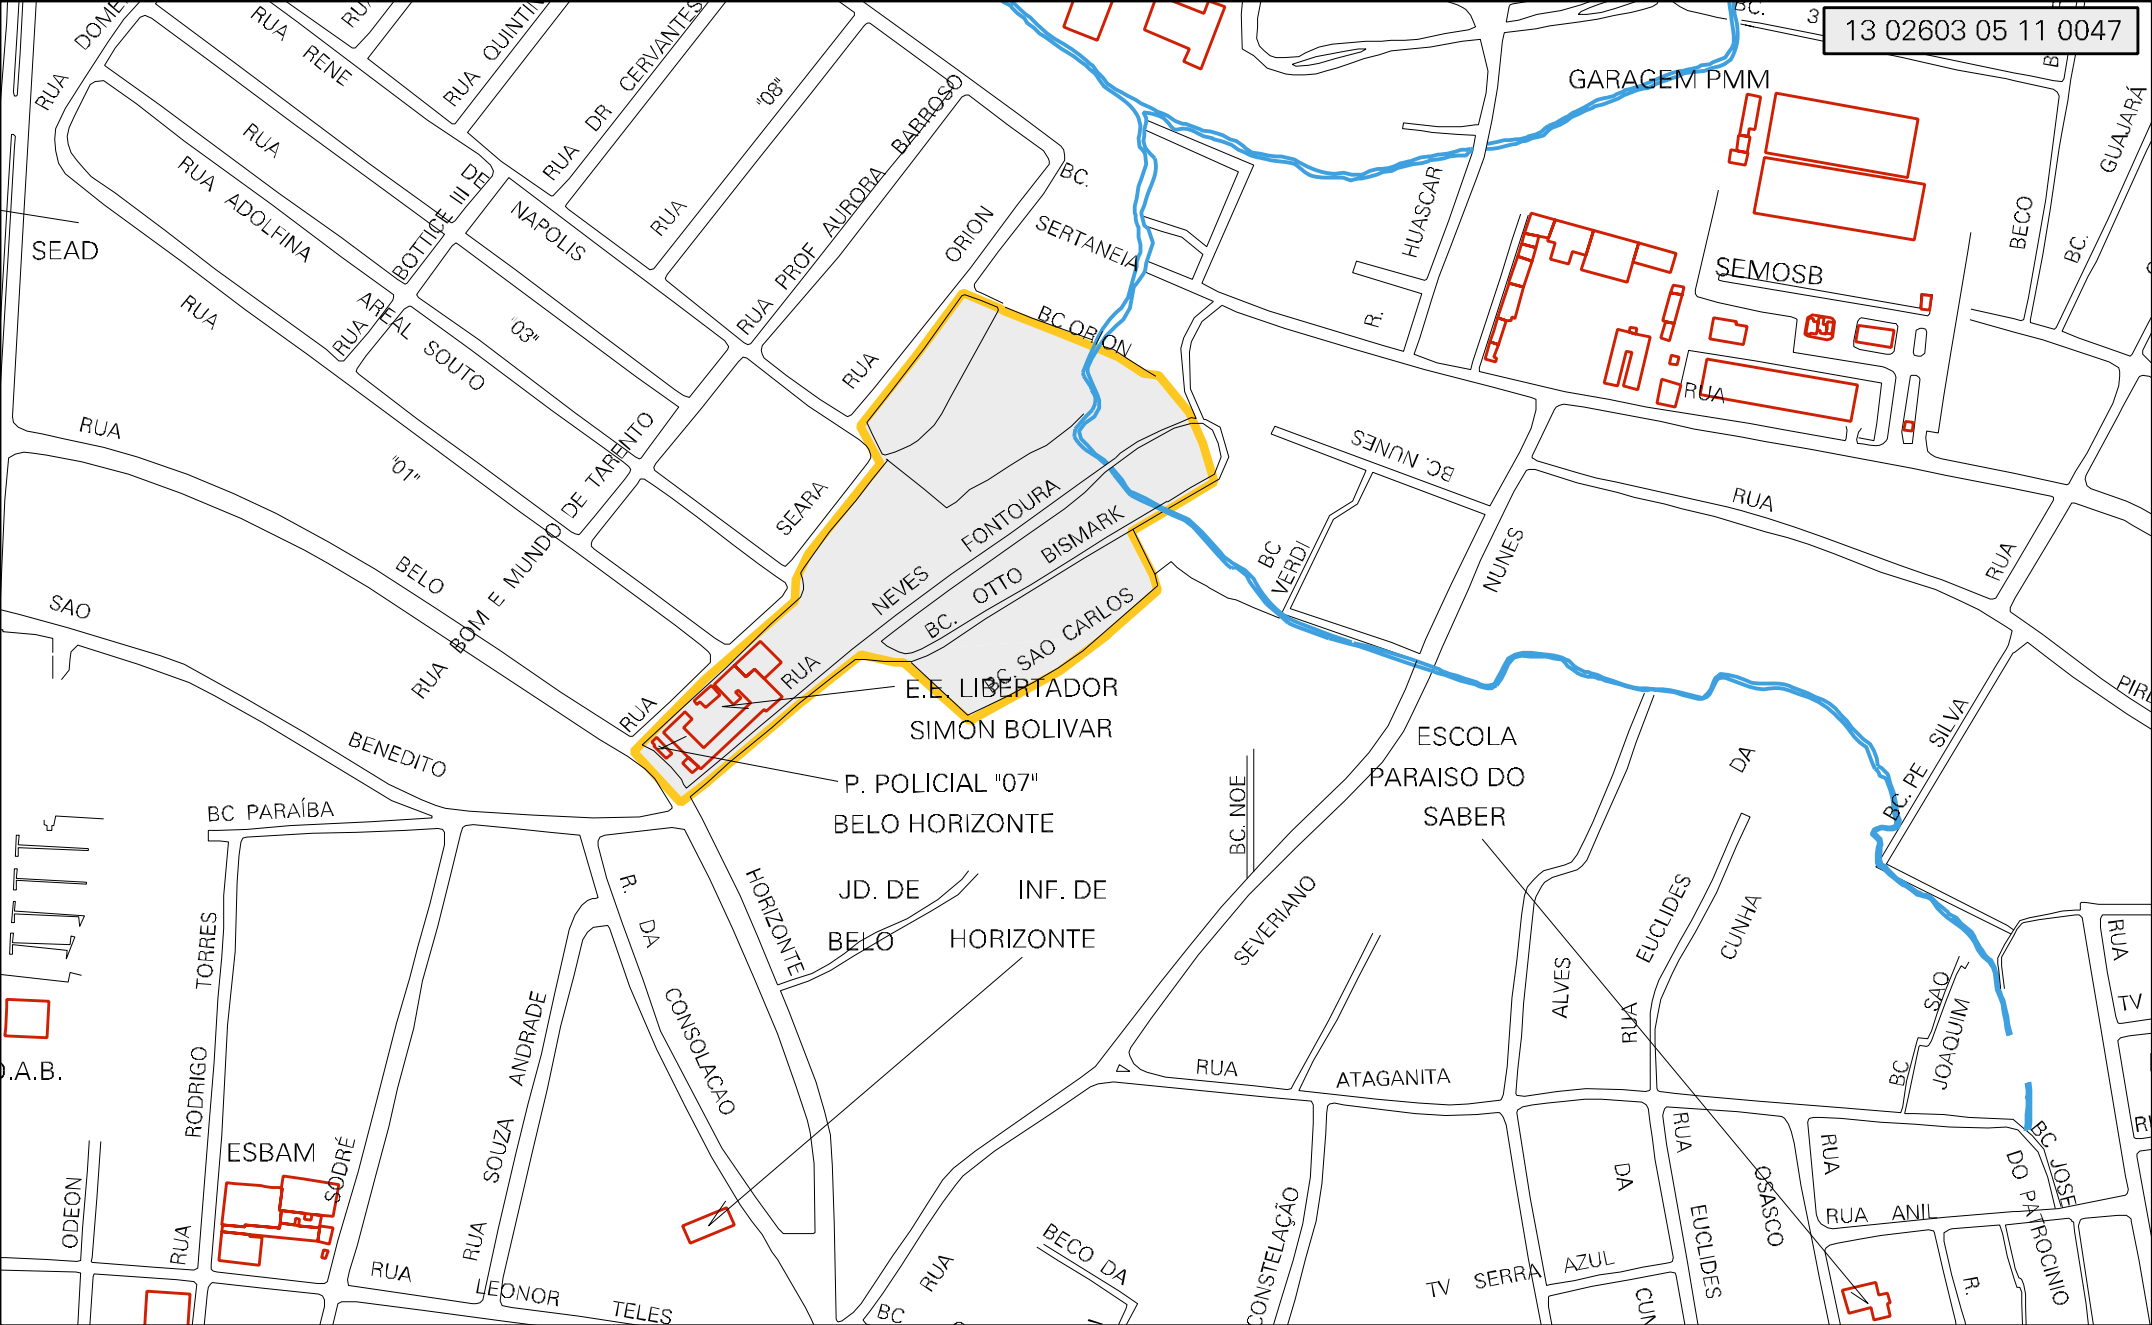 13 02603 05 11 0047
GARAGEM PMM
SEAD
SEMOSB
RUA
RUA RENE
RUA QUINTIN
RUA DR CERVANTES
"08"
RUA
RUA PROF AURORA BARROSO
RUA
RUA ADOLFINA
AREAL SOUTO
RUA BOTTICE III DE
NAPOLIS
ORION
BC.
SERTANEIA
BC ORION
R. HUASCAR
BECO
BC. GUAJARÁ
RUA
RUA
"03"
"01"
RUA
RUA
BELO
SAO
BENEDITO
RUA BOM E MUNDO DE TARENTO
SEARA
RUA
RUA NEVES FONTOURA
BC. OTTO BISMARK
BC. SAO CARLOS
BC. NUNES
BC
VERDI
NUNES
RUA
RUA
BC. PE SILVA
E.E. LIBERTADOR
SIMON BOLIVAR
P. POLICIAL "07"
BELO HORIZONTE
JD. DE
INF. DE
BELO
HORIZONTE
ESCOLA
PARAISO DO
SABER
BC PARAÍBA
HORIZONTE
R. DA CONSOLACAO
BC. NOE
SEVERIANO
DA
RUA EUCLIDES
CUNHA
ALVES
RUA RODRIGO TORRES
RUA SOUZA ANDRADE
ESBAM
SODRÉ
ODEON
RUA
ATAGANITA
BC SAO
JOAQUIM
RUA
TV
BC JOSE
DO PATROCINIO
RUA
RUA ANIL
RUA
EUCLIDES
DA
OSASCO
TV SERRA AZUL
R.
RUA
LEONOR
TELES
RUA
BC
BECO DA
CONSTELAÇÃO